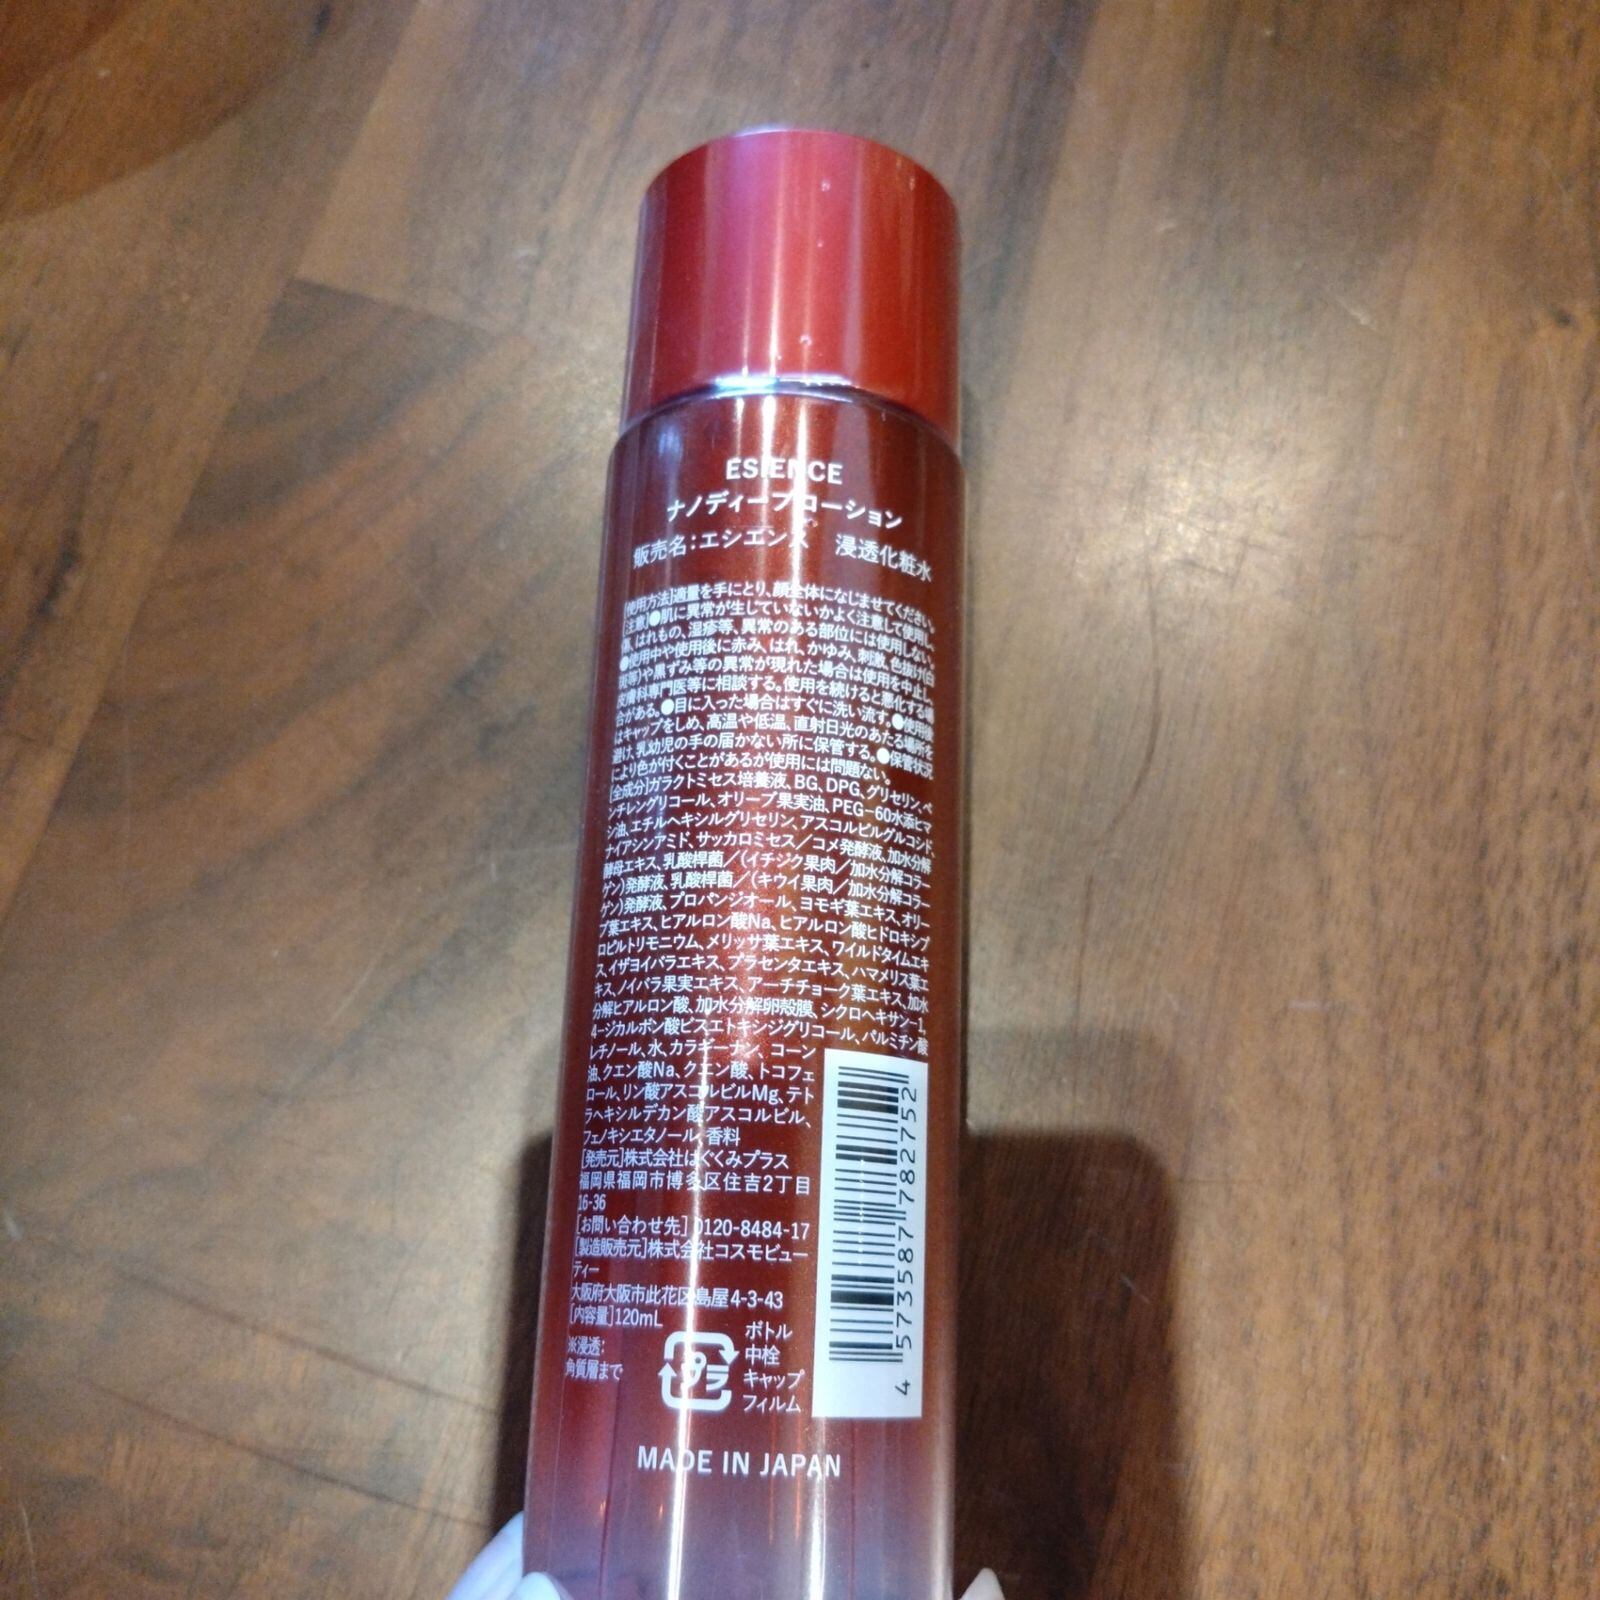 ESIENCE
ナノディープローション
販売名:エシエンス 浸透化粧水
[使用方法]適量を手にとり、顔全体になじませてください。
[注意]●肌に異常が生じていないかよく注意して使用し、
傷、はれもの、湿疹等、異常のある部位には使用しない。
●使用中や使用後に赤み、はれ、かゆみ、刺激、色抜け(白
斑等)や黒ずみ等の異常が現れた場合は使用を中止し、
皮膚科専門医等に相談する。使用を続けると悪化する場
合がある。●目に入った場合はすぐに洗い流す。●使用後
はキャップをしめ、高温や低温、直射日光のあたる場所を
避け、乳幼児の手の届かない所に保管する。●保管状況
により色が付くことがあるが使用には問題ない。
[全成分]ガラクトミセス培養液、BG、DPG、グリセリン、ペ
ンチレングリコール、オリーブ果実油、PEG-60水添ヒマ
シ油、エチルヘキシルグリセリン、アスコルビルグルコシド、
ナイアシンアミド、サッカロミセス/コメ発酵液、加水分解
酵母エキス、乳酸桿菌/(イチジク果肉/加水分解コラー
ゲン)発酵液、乳酸桿菌/(キウイ果肉/加水分解コラー
ゲン)発酵液、プロパンジオール、ヨモギ葉エキス、オリー
ブ葉エキス、ヒアルロン酸Na、ヒアルロン酸ヒドロキシプ
ロピルトリモニウム、メリッサ葉エキス、ワイルドタイムエキ
ス、イザヨイバラエキス、プラセンタエキス、ハマメリス葉エ
キス、ノイバラ果実エキス、アーチチョーク葉エキス、加水
分解ヒアルロン酸、加水分解卵殻膜、シクロヘキサン-1,
4-ジカルボン酸ビスエトキシジグリコール、パルミチン酸
レチノール、水、カラギーナン、コーン
油、クエン酸Na、クエン酸、トコフェ
ロール、リン酸アスコルビルMg、テト
ラヘキシルデカン酸アスコルビル、
フェノキシエタノール、香料
[発売元]株式会社はぐくみプラス
福岡県福岡市博多区住吉2丁目
16-36
[お問い合わせ先]0120-8484-17
[製造販売元]株式会社コスモビュー
ティー
大阪府大阪市此花区島屋4-3-43
[内容量]120mL
※浸透:
角質層まで
プラ
ボトル
中栓
キャップ
フィルム
4 573587 782752
MADE IN JAPAN